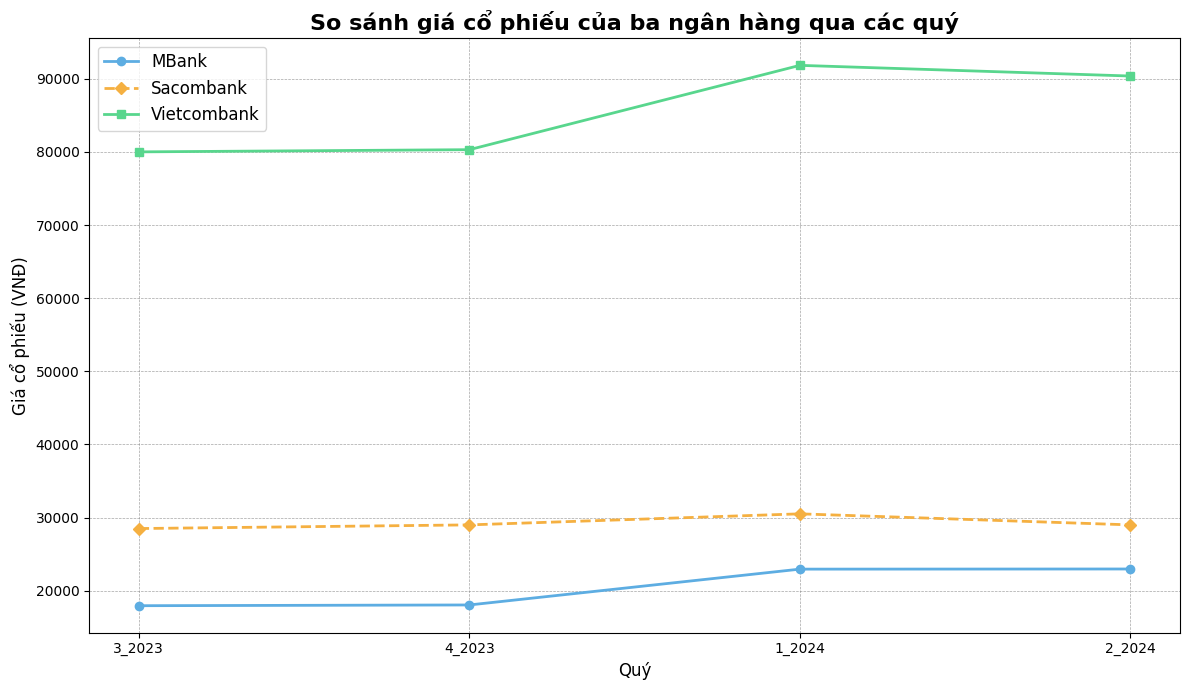 So sánh giá cổ phiếu của ba ngân hàng qua các quý
MBank
Sacombank
Vietcombank
Giá cổ phiếu (VNĐ)
90000
80000
70000
60000
50000
40000
30000
20000
3_2023 4_2023 1_2024 2_2024
Quý